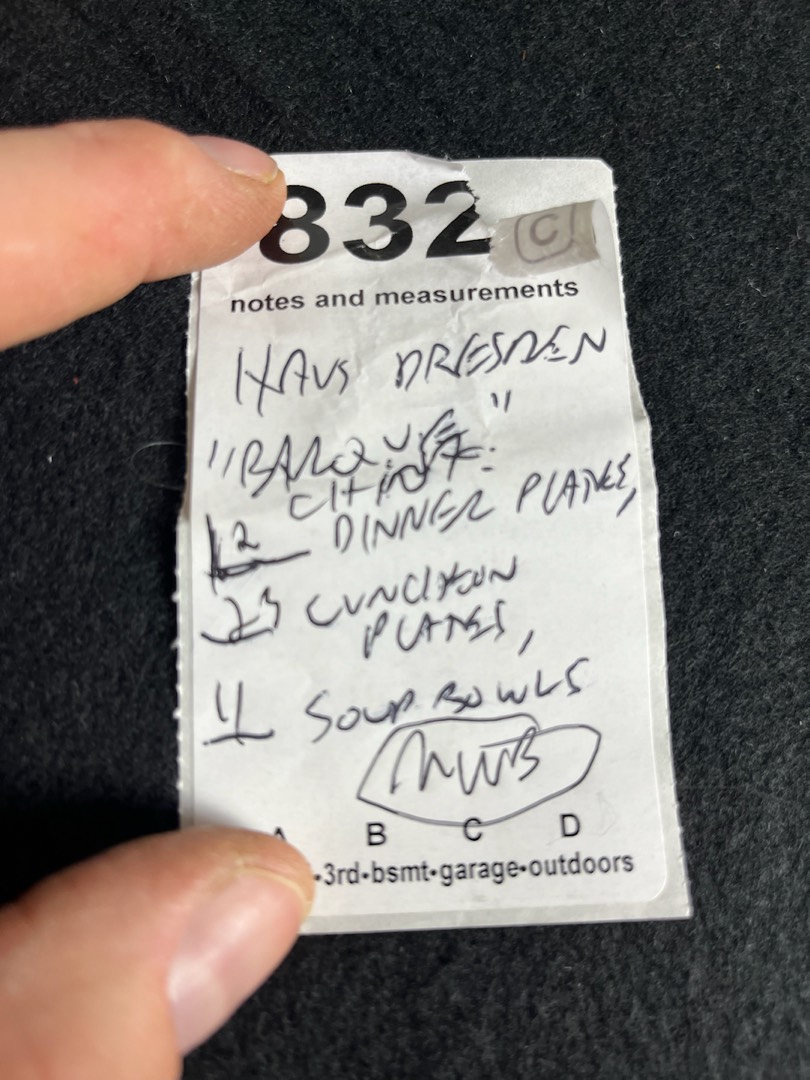 832 C
notes and measurements
HAUS DRESDEN
"BAROQUE"
CHINA:
12 DINNER PLATES,
23 LUNCHEON
PLATES,
11 SOUP BOWLS
A B C D
3rd•bsmt•garage•outdoors